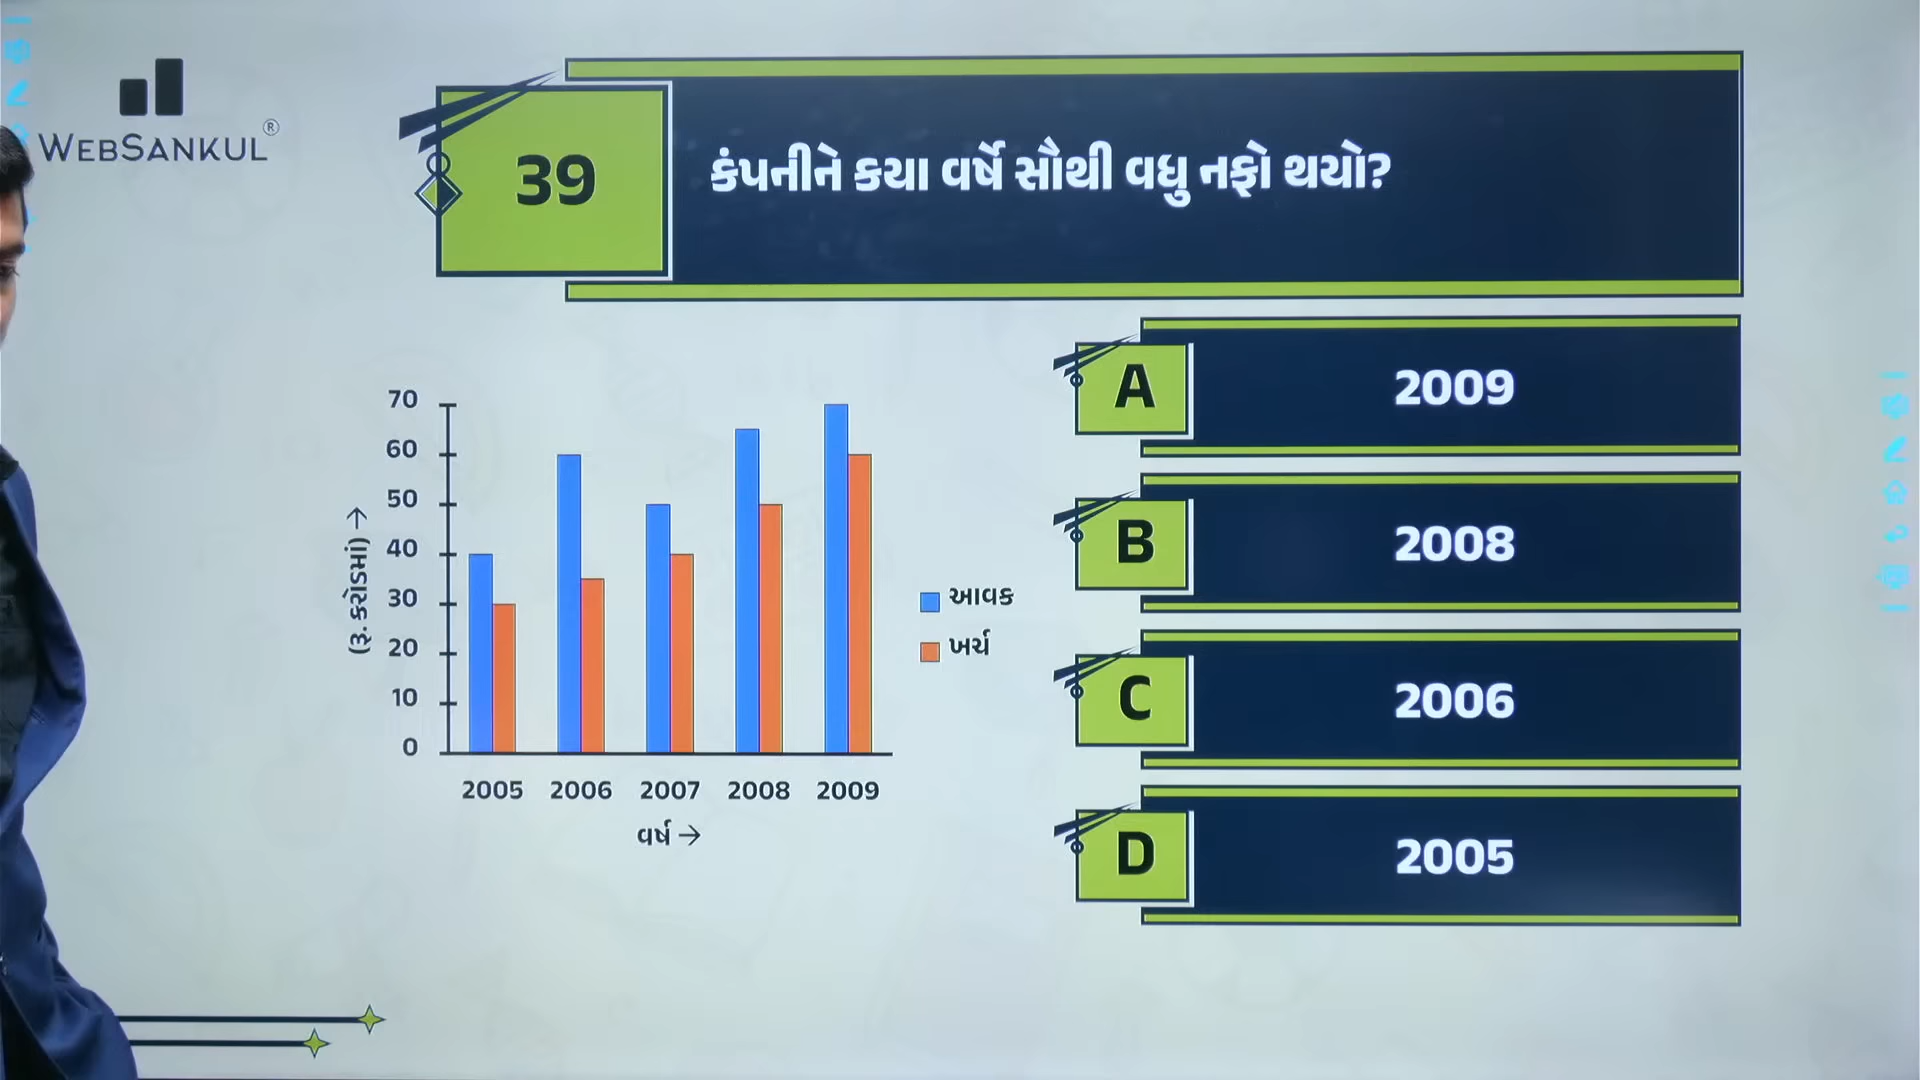 WEBSANKUL®
39
કંપનીને કયા વર્ષે સૌથી વધુ નફો થયો?
70
60
50
40
30
20
10
0
(રૂ. કરોડમાં) →
2005 2006 2007 2008 2009
વર્ષ →
આવક
ખર્ચ
A 2009
B 2008
C 2006
D 2005